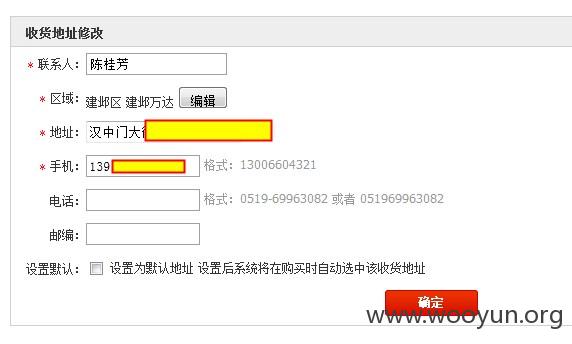 收货地址修改
* 联系人： 陈桂芳
* 区域： 建邺区 建邺万达 编辑
* 地址： 汉中门大
* 手机： 139 格式：13006604321
电话： 格式：0519-69963082 或者 051969963082
邮编：
设置默认： 设置为默认地址 设置后系统将在购买时自动选中该收货地址
确定
www.wooyun.org